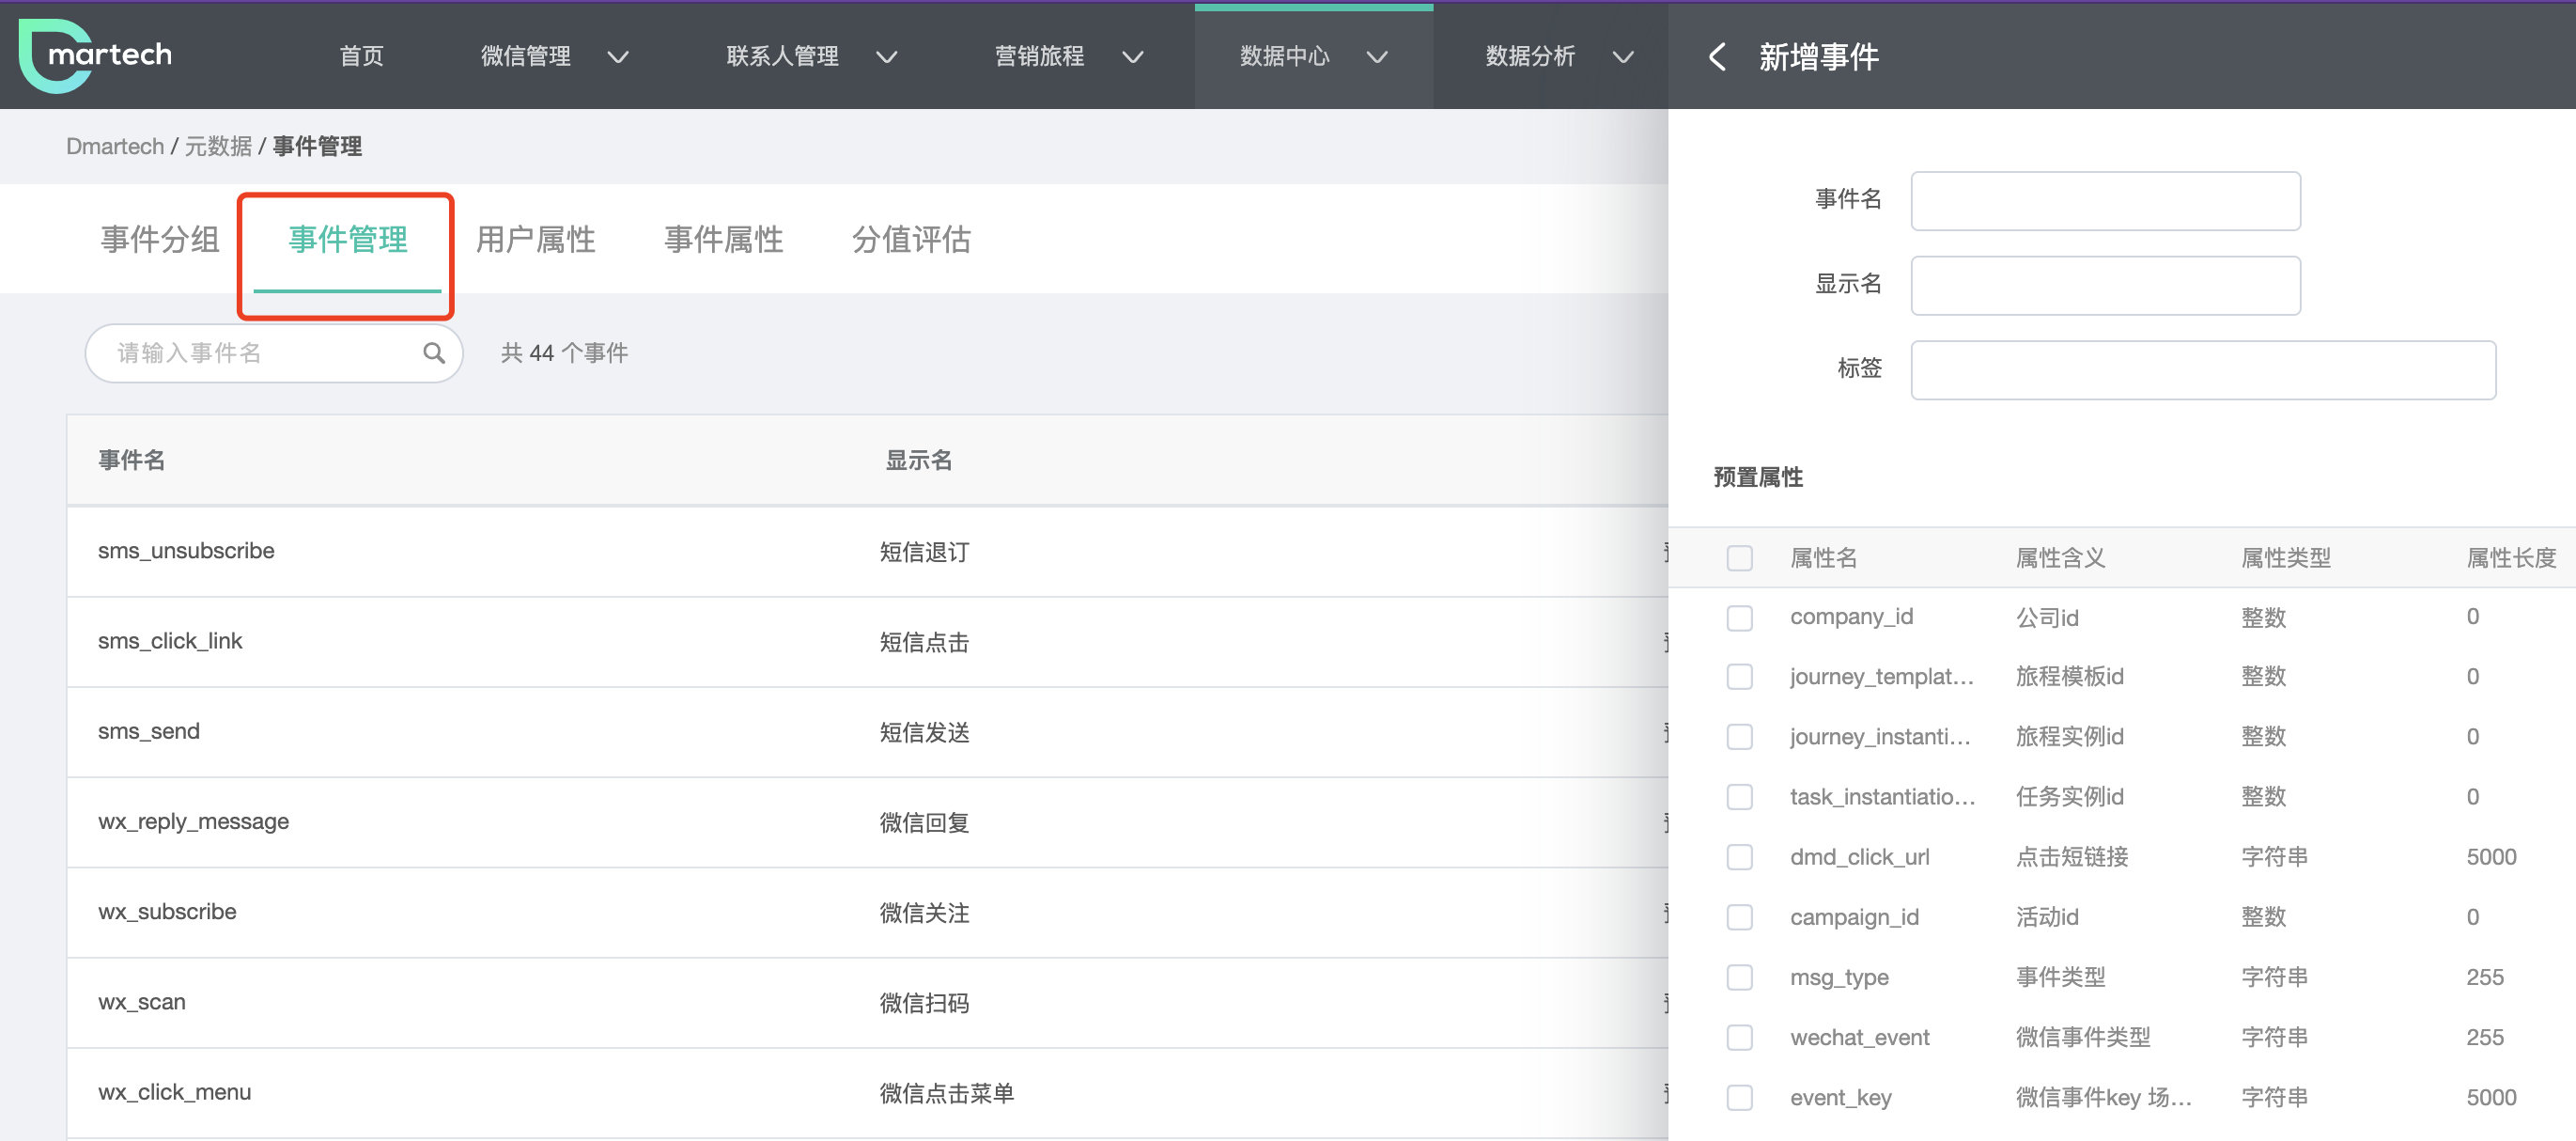 martech 首页 微信管理 联系人管理 营销旅程 数据中心 数据分析
Dmartech / 元数据 / 事件管理
事件分组 事件管理 用户属性 事件属性 分值评估
请输入事件名 共 44 个事件
事件名 显示名
sms_unsubscribe 短信退订
sms_click_link 短信点击
sms_send 短信发送
wx_reply_message 微信回复
wx_subscribe 微信关注
wx_scan 微信扫码
wx_click_menu 微信点击菜单
新增事件
事件名
显示名
标签
预置属性
属性名 属性含义 属性类型 属性长度
company_id 公司id 整数 0
journey_templat... 旅程模板id 整数 0
journey_instanti... 旅程实例id 整数 0
task_instantiatio... 任务实例id 整数 0
dmd_click_url 点击短链接 字符串 5000
campaign_id 活动id 整数 0
msg_type 事件类型 字符串 255
wechat_event 微信事件类型 字符串 255
event_key 微信事件key 场... 字符串 5000